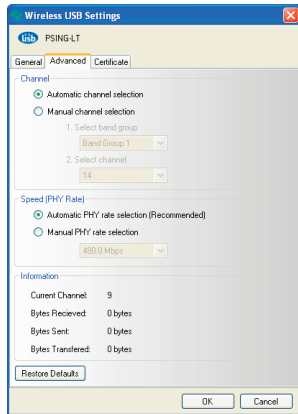 Wireless USB Settings
usb PSING-LT
General Advanced Certificate
Channel
Automatic channel selection
Manual channel selection
1. Select band group
Band Group 1
2. Select channel
14
Speed (PHY Rate)
Automatic PHY rate selection (Recommended)
Manual PHY rate selection
480.0 Mbps
Information
Current Channel: 9
Bytes Recieved: 0 bytes
Bytes Sent: 0 bytes
Bytes Transfered: 0 bytes
Restore Defaults
OK Cancel